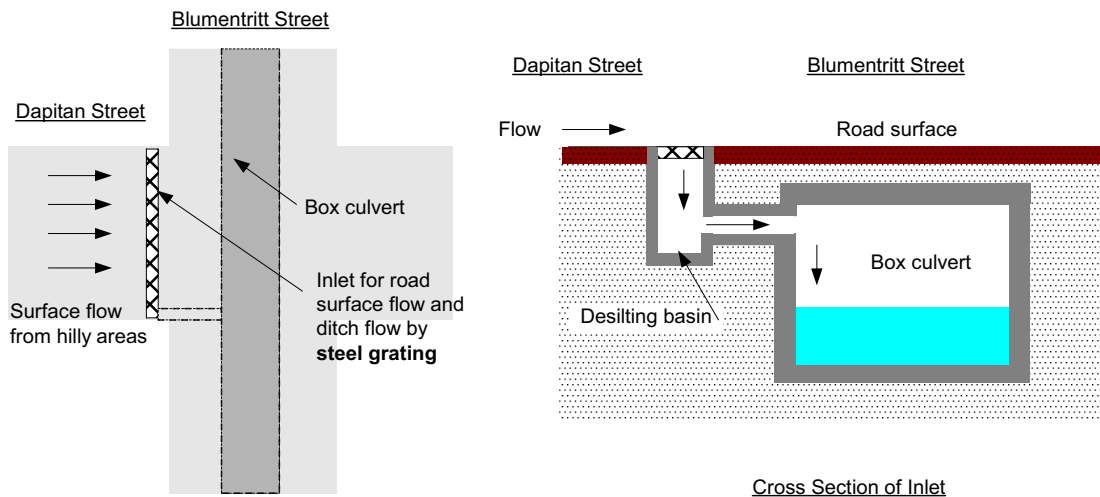 Blumentritt Street
Dapitan Street
Box culvert
Inlet for road
surface flow and
ditch flow by
steel grating
Surface flow
from hilly areas
Dapitan Street
Blumentritt Street
Flow
Road surface
Box culvert
Desilting basin
Cross Section of Inlet